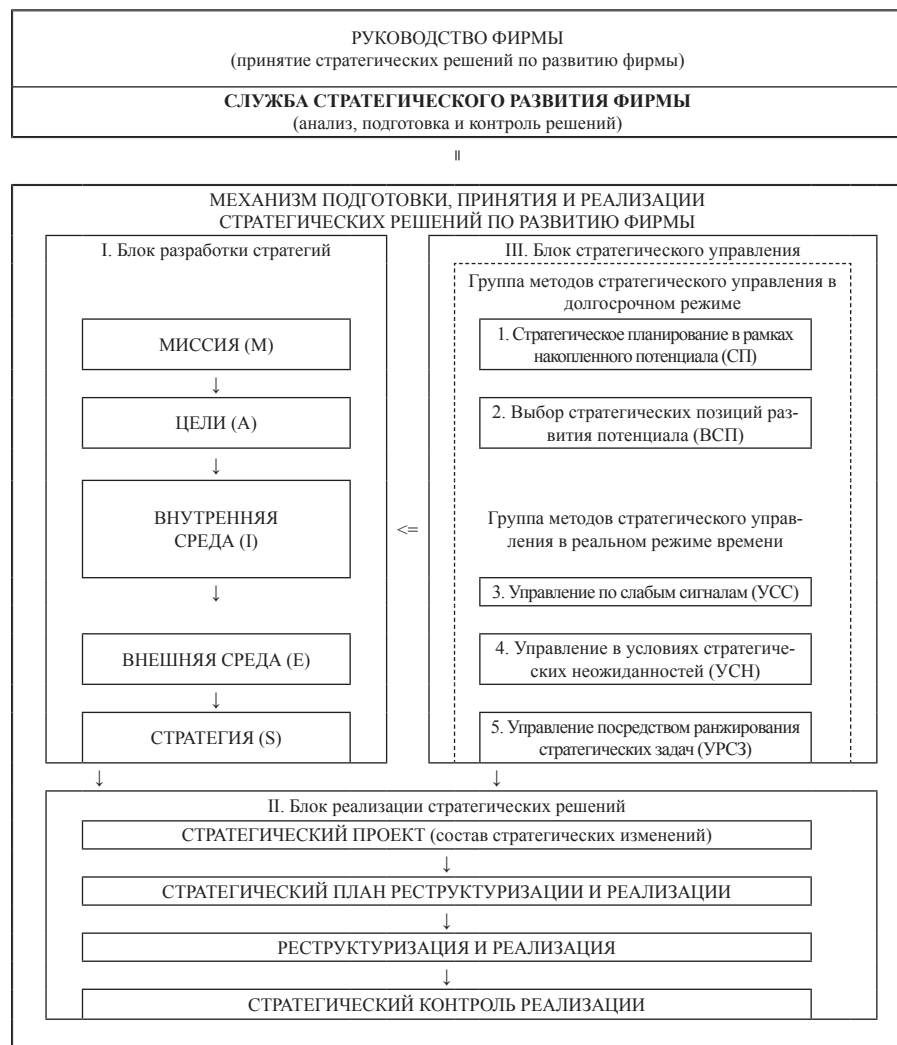 РУКОВОДСТВО ФИРМЫ
(принятие стратегических решений по развитию фирмы)
СЛУЖБА СТРАТЕГИЧЕСКОГО РАЗВИТИЯ ФИРМЫ
(анализ, подготовка и контроль решений)
=
МЕХАНИЗМ ПОДГОТОВКИ, ПРИНЯТИЯ И РЕАЛИЗАЦИИ
СТРАТЕГИЧЕСКИХ РЕШЕНИЙ ПО РАЗВИТИЮ ФИРМЫ
I. Блок разработки стратегий
МИССИЯ (М)
↓
ЦЕЛИ (А)
↓
ВНУТРЕННЯЯ
СРЕДА (I)
↓
ВНЕШНЯЯ СРЕДА (Е)
↓
СТРАТЕГИЯ (S)
<=
III. Блок стратегического управления
Группа методов стратегического управления в
долгосрочном режиме
1. Стратегическое планирование в рамках
накопленного потенциала (СП)
2. Выбор стратегических позиций раз-
вития потенциала (ВСП)
Группа методов стратегического управ-
ления в реальном режиме времени
3. Управление по слабым сигналам (УСС)
4. Управление в условиях стратегиче-
ских неожиданностей (УСН)
5. Управление посредством ранжирования
стратегических задач (УРСЗ)
↓ ↓
II. Блок реализации стратегических решений
СТРАТЕГИЧЕСКИЙ ПРОЕКТ (состав стратегических изменений)
↓
СТРАТЕГИЧЕСКИЙ ПЛАН РЕСТРУКТУРИЗАЦИИ И РЕАЛИЗАЦИИ
↓
РЕСТРУКТУРИЗАЦИЯ И РЕАЛИЗАЦИЯ
↓
СТРАТЕГИЧЕСКИЙ КОНТРОЛЬ РЕАЛИЗАЦИИ